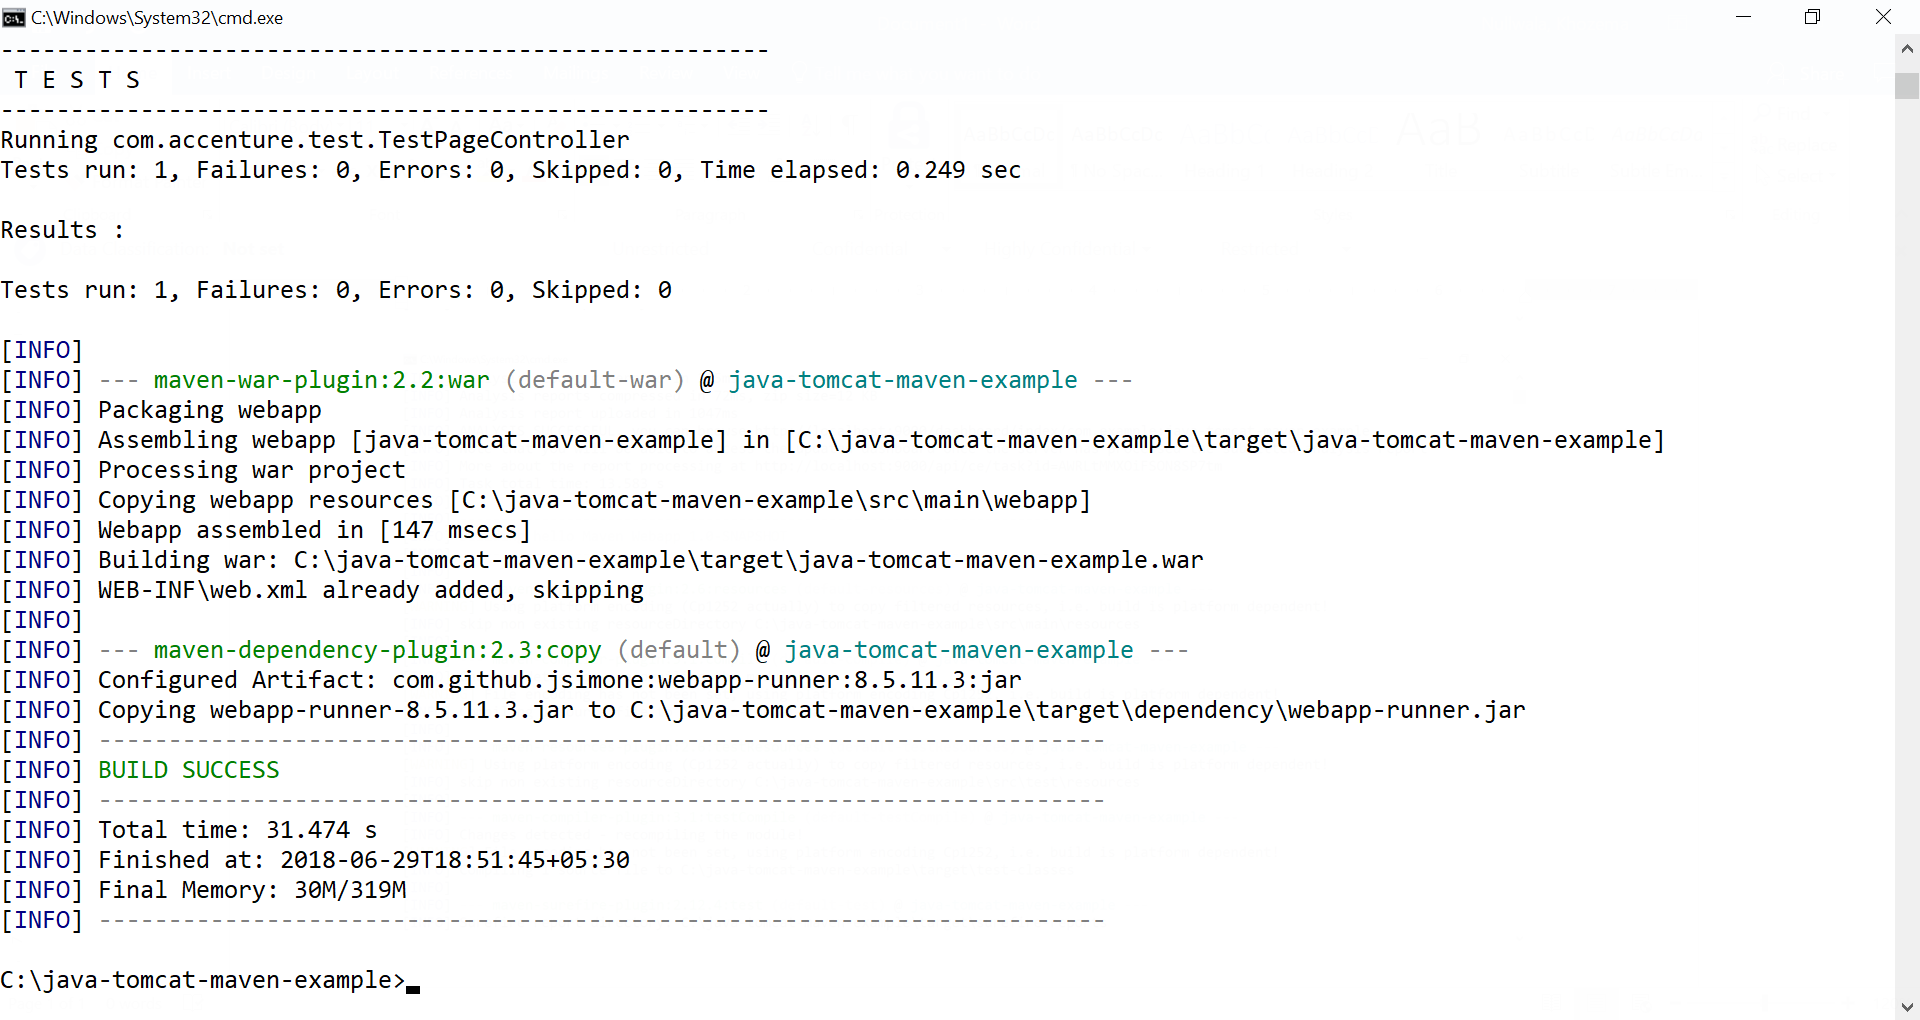 C:\Windows\System32\cmd.exe
-------------------------------------------------------
 T E S T S
-------------------------------------------------------
Running com.accenture.test.TestPageController
Tests run: 1, Failures: 0, Errors: 0, Skipped: 0, Time elapsed: 0.249 sec
Results :
Tests run: 1, Failures: 0, Errors: 0, Skipped: 0
[INFO]
[INFO] --- maven-war-plugin:2.2:war (default-war) @ java-tomcat-maven-example ---
[INFO] Packaging webapp
[INFO] Assembling webapp [java-tomcat-maven-example] in [C:\java-tomcat-maven-example\target\java-tomcat-maven-example]
[INFO] Processing war project
[INFO] Copying webapp resources [C:\java-tomcat-maven-example\src\main\webapp]
[INFO] Webapp assembled in [147 msecs]
[INFO] Building war: C:\java-tomcat-maven-example\target\java-tomcat-maven-example.war
[INFO] WEB-INF\web.xml already added, skipping
[INFO]
[INFO] --- maven-dependency-plugin:2.3:copy (default) @ java-tomcat-maven-example ---
[INFO] Configured Artifact: com.github.jsimone:webapp-runner:8.5.11.3:jar
[INFO] Copying webapp-runner-8.5.11.3.jar to C:\java-tomcat-maven-example\target\dependency\webapp-runner.jar
[INFO] ------------------------------------------------------------------------
[INFO] BUILD SUCCESS
[INFO] ------------------------------------------------------------------------
[INFO] Total time: 31.474 s
[INFO] Finished at: 2018-06-29T18:51:45+05:30
[INFO] Final Memory: 30M/319M
[INFO] ------------------------------------------------------------------------
C:\java-tomcat-maven-example>